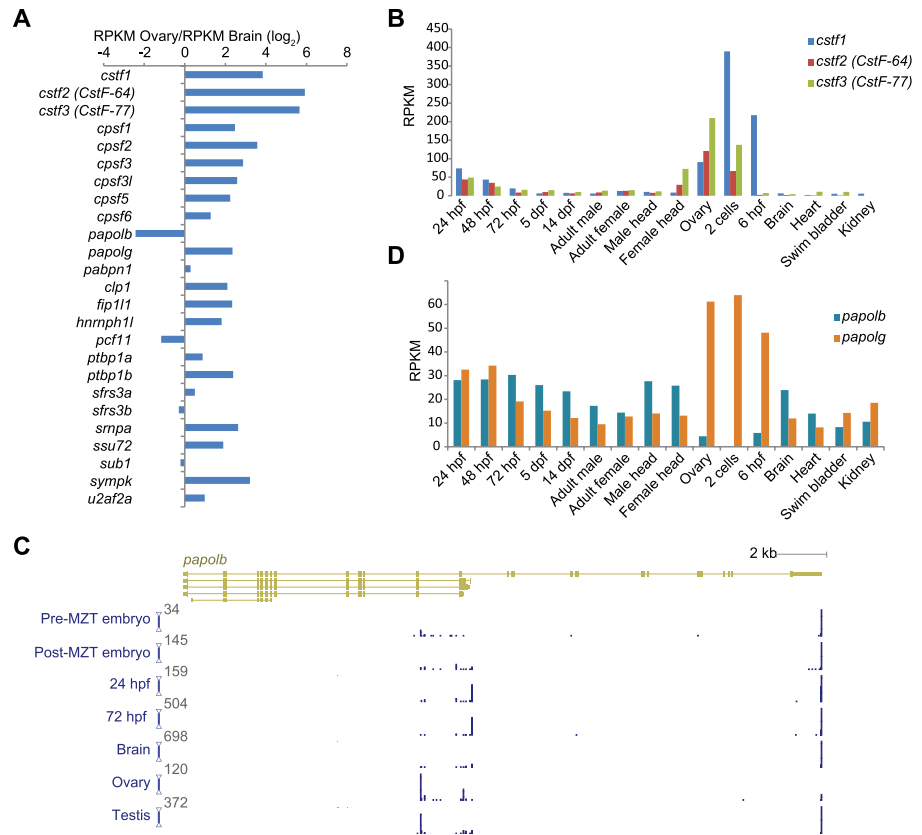 A
RPKM Ovary/RPKM Brain (log2)
-4 -2 0 2 4 6 8
cstf1
cstf2 (CstF-64)
cstf3 (CstF-77)
cpsf1
cpsf2
cpsf3
cpsf3l
cpsf5
cpsf6
papolb
papolg
pabpn1
clp1
fip1l1
hnrnph1l
pcf11
ptbp1a
ptbp1b
sfrs3a
sfrs3b
srnpa
ssu72
sub1
sympk
u2af2a
B
RPKM
450
400
350
300
250
200
150
100
50
0
cstf1
cstf2 (CstF-64)
cstf3 (CstF-77)
24 hpf
48 hpf
72 hpf
5 dpf
14 dpf
Adult male
Adult female
Male head
Female head
Ovary
2 cells
6 hpf
Brain
Heart
Swim bladder
Kidney
D
RPKM
60
50
40
30
20
10
0
papolb
papolg
24 hpf
48 hpf
72 hpf
5 dpf
14 dpf
Adult male
Adult female
Male head
Female head
Ovary
2 cells
6 hpf
Brain
Heart
Swim bladder
Kidney
C
papolb
2 kb
34
Pre-MZT embryo
145
Post-MZT embryo
159
24 hpf
504
72 hpf
698
Brain
120
Ovary
372
Testis